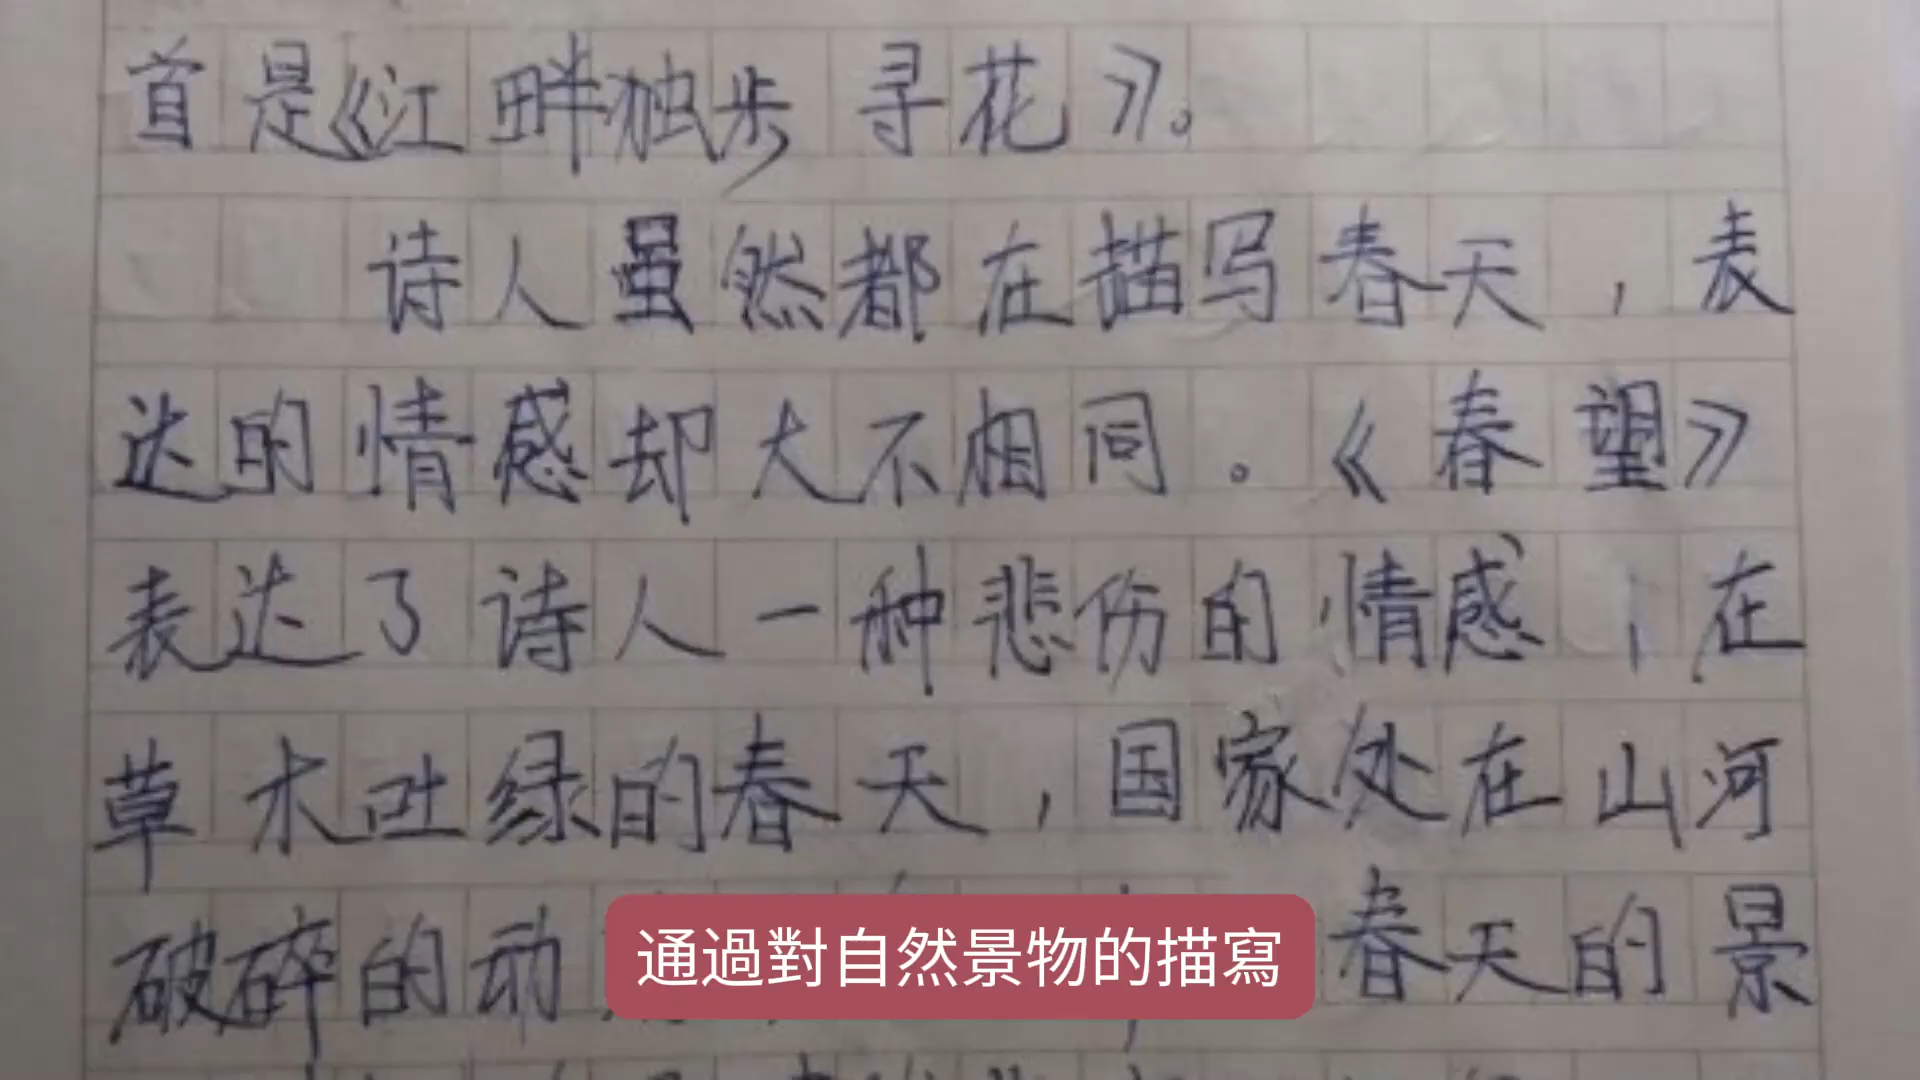 首是《江畔独步寻花》。
诗人虽然都在描写春天，表
达的情感却大不相同。《春望》
表达了诗人一种悲伤的情感，在
草木吐绿的春天，国家处在山河
破碎的动
春天的景
通過對自然景物的描寫